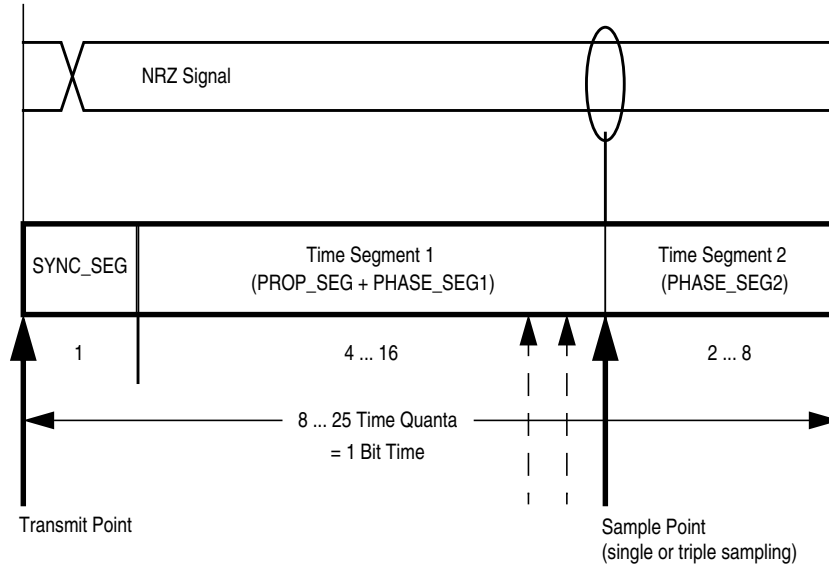 NRZ Signal
SYNC_SEG
Time Segment 1
(PROP_SEG + PHASE_SEG1)
Time Segment 2
(PHASE_SEG2)
1
4 ... 16
2 ... 8
8 ... 25 Time Quanta
= 1 Bit Time
Transmit Point
Sample Point
(single or triple sampling)